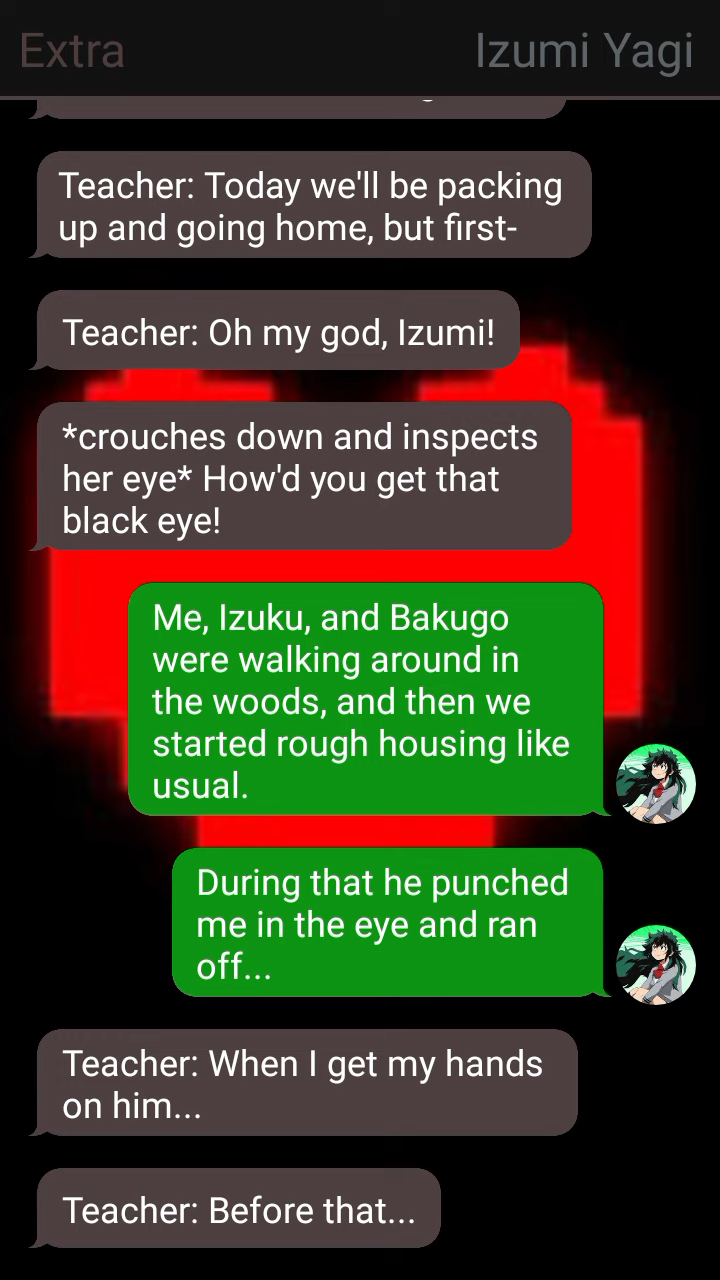 Extra
Izumi Yagi
Teacher: Today we'll be packing
up and going home, but first-
Teacher: Oh my god, Izumi!
*crouches down and inspects
her eye* How'd you get that
black eye!
Me, Izuku, and Bakugo
were walking around in
the woods, and then we
started rough housing like
usual.
During that he punched
me in the eye and ran
off...
Teacher: When I get my hands
on him...
Teacher: Before that...